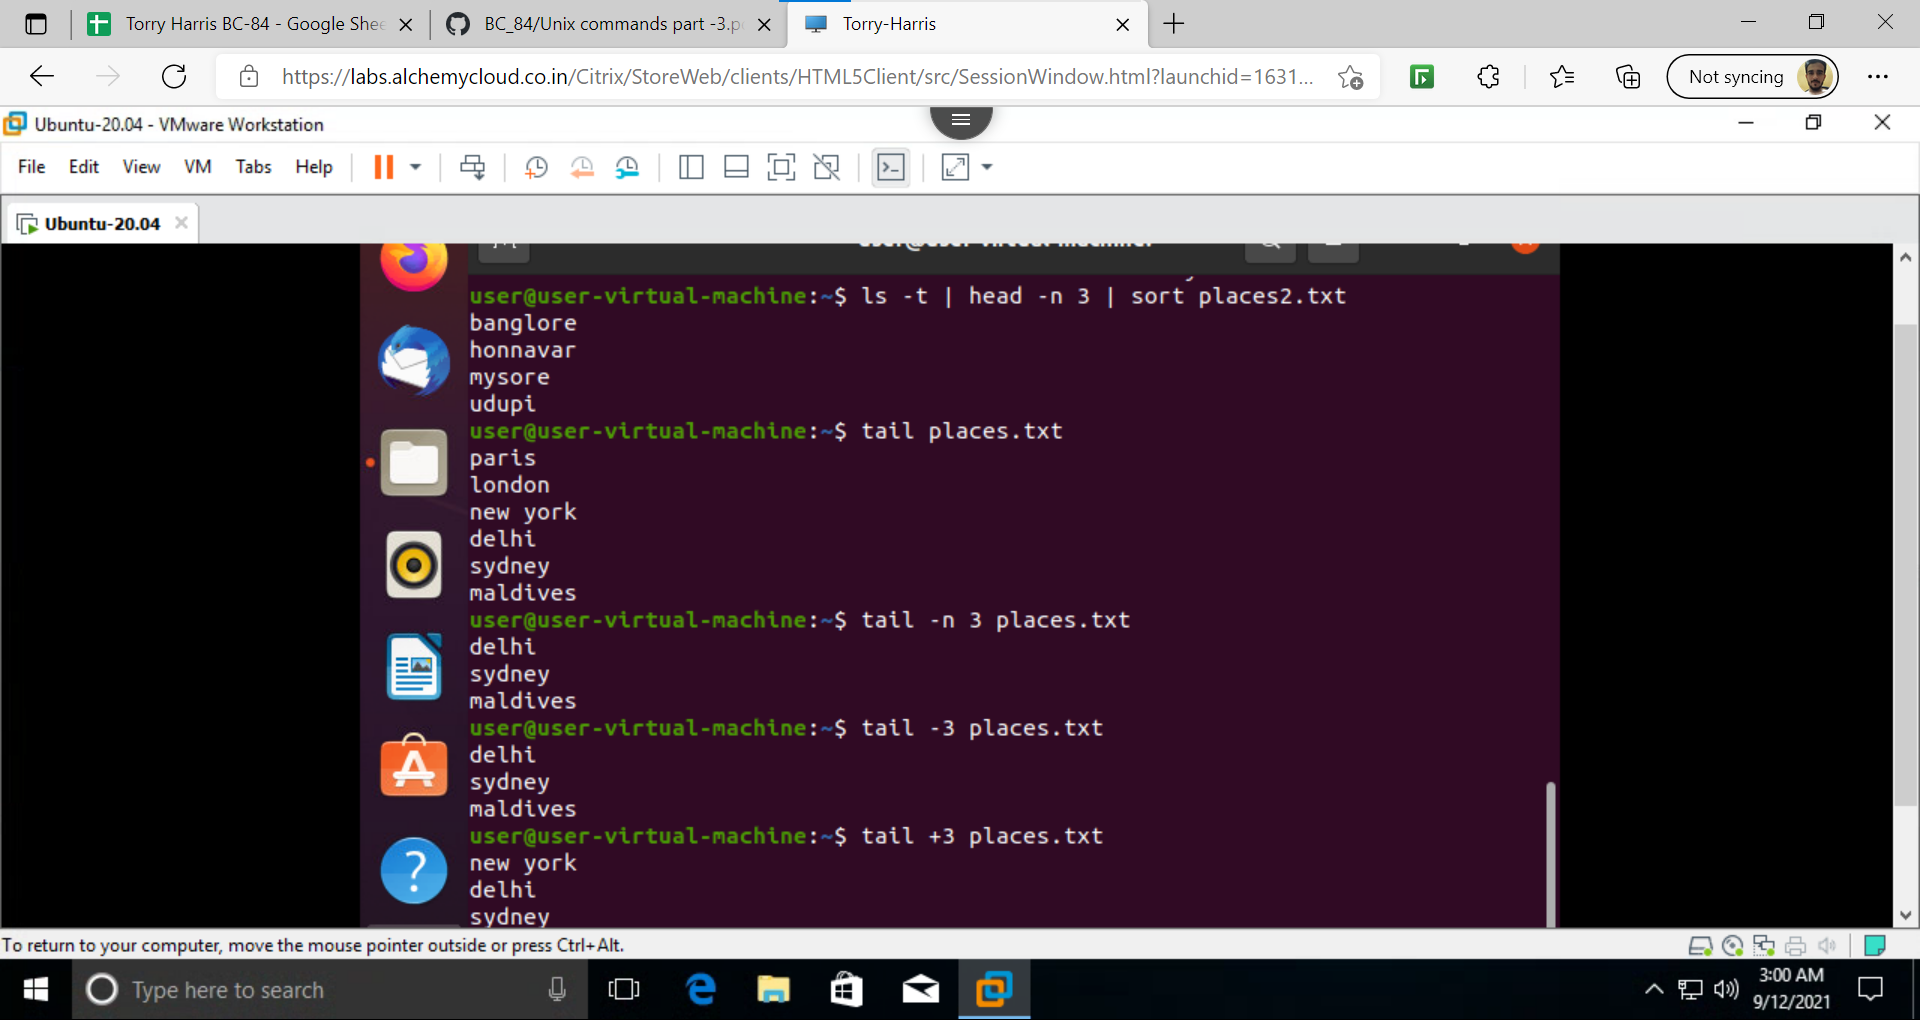 Torry Harris BC-84 - Google Shee
BC_84/Unix commands part -3.p
Torry-Harris
https://labs.alchemycloud.co.in/Citrix/StoreWeb/clients/HTML5Client/src/SessionWindow.html?launchid=1631...
Not syncing
Ubuntu-20.04 - VMware Workstation
File Edit View VM Tabs Help
Ubuntu-20.04
user@user-virtual-machine:
user@user-virtual-machine:~$ ls -t | head -n 3 | sort places2.txt
banglore
honnavar
mysore
udupi
user@user-virtual-machine:~$ tail places.txt
paris
london
new york
delhi
sydney
maldives
user@user-virtual-machine:~$ tail -n 3 places.txt
delhi
sydney
maldives
user@user-virtual-machine:~$ tail -3 places.txt
delhi
sydney
maldives
user@user-virtual-machine:~$ tail +3 places.txt
new york
delhi
sydney
To return to your computer, move the mouse pointer outside or press Ctrl+Alt.
Type here to search
3:00 AM
9/12/2021